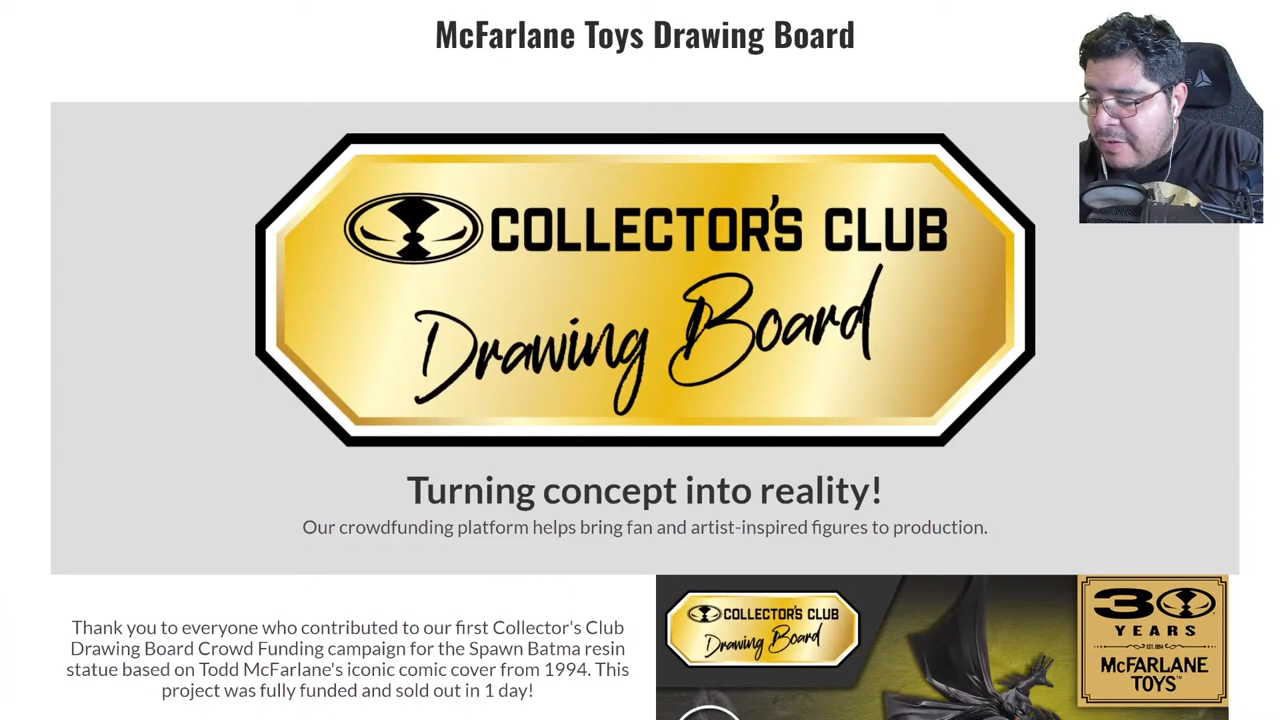 McFarlane Toys Drawing Board
COLLECTOR'S CLUB
Drawing Board
Turning concept into reality!
Our crowdfunding platform helps bring fan and artist-inspired figures to production.
Thank you to everyone who contributed to our first Collector's Club
Drawing Board Crowd Funding campaign for the Spawn Batma resin
statue based on Todd McFarlane's iconic comic cover from 1994. This
project was fully funded and sold out in 1 day!
COLLECTOR'S CLUB
Drawing Board
30
YEARS
EST. 1994
McFARLANE
TOYS™